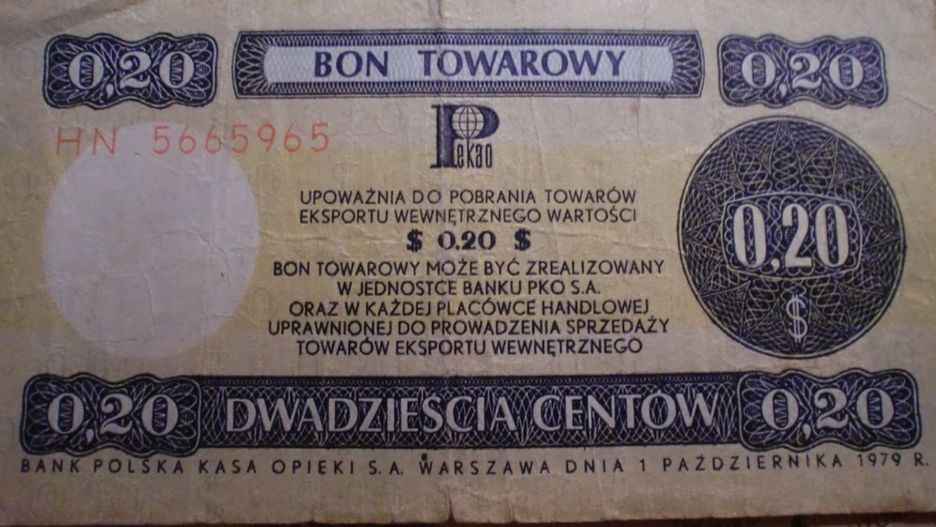 0,20 BON TOWAROWY 0,20
HN 5665965
Pekao
UPOWAŻNIA DO POBRANIA TOWARÓW
EKSPORTU WEWNĘTRZNEGO WARTOŚCI
$ 0.20 $
0,20
$
BON TOWAROWY MOŻE BYĆ ZREALIZOWANY
W JEDNOSTCE BANKU PKO S.A.
ORAZ W KAŻDEJ PLACÓWCE HANDLOWEJ
UPRAWNIONEJ DO PROWADZENIA SPRZEDAŻY
TOWARÓW EKSPORTU WEWNĘTRZNEGO
0,20 DWADZIEŚCIA CENTÓW 0,20
BANK POLSKA KASA OPIEKI S.A. WARSZAWA DNIA 1 PAŹDZIERNIKA 1979 R.